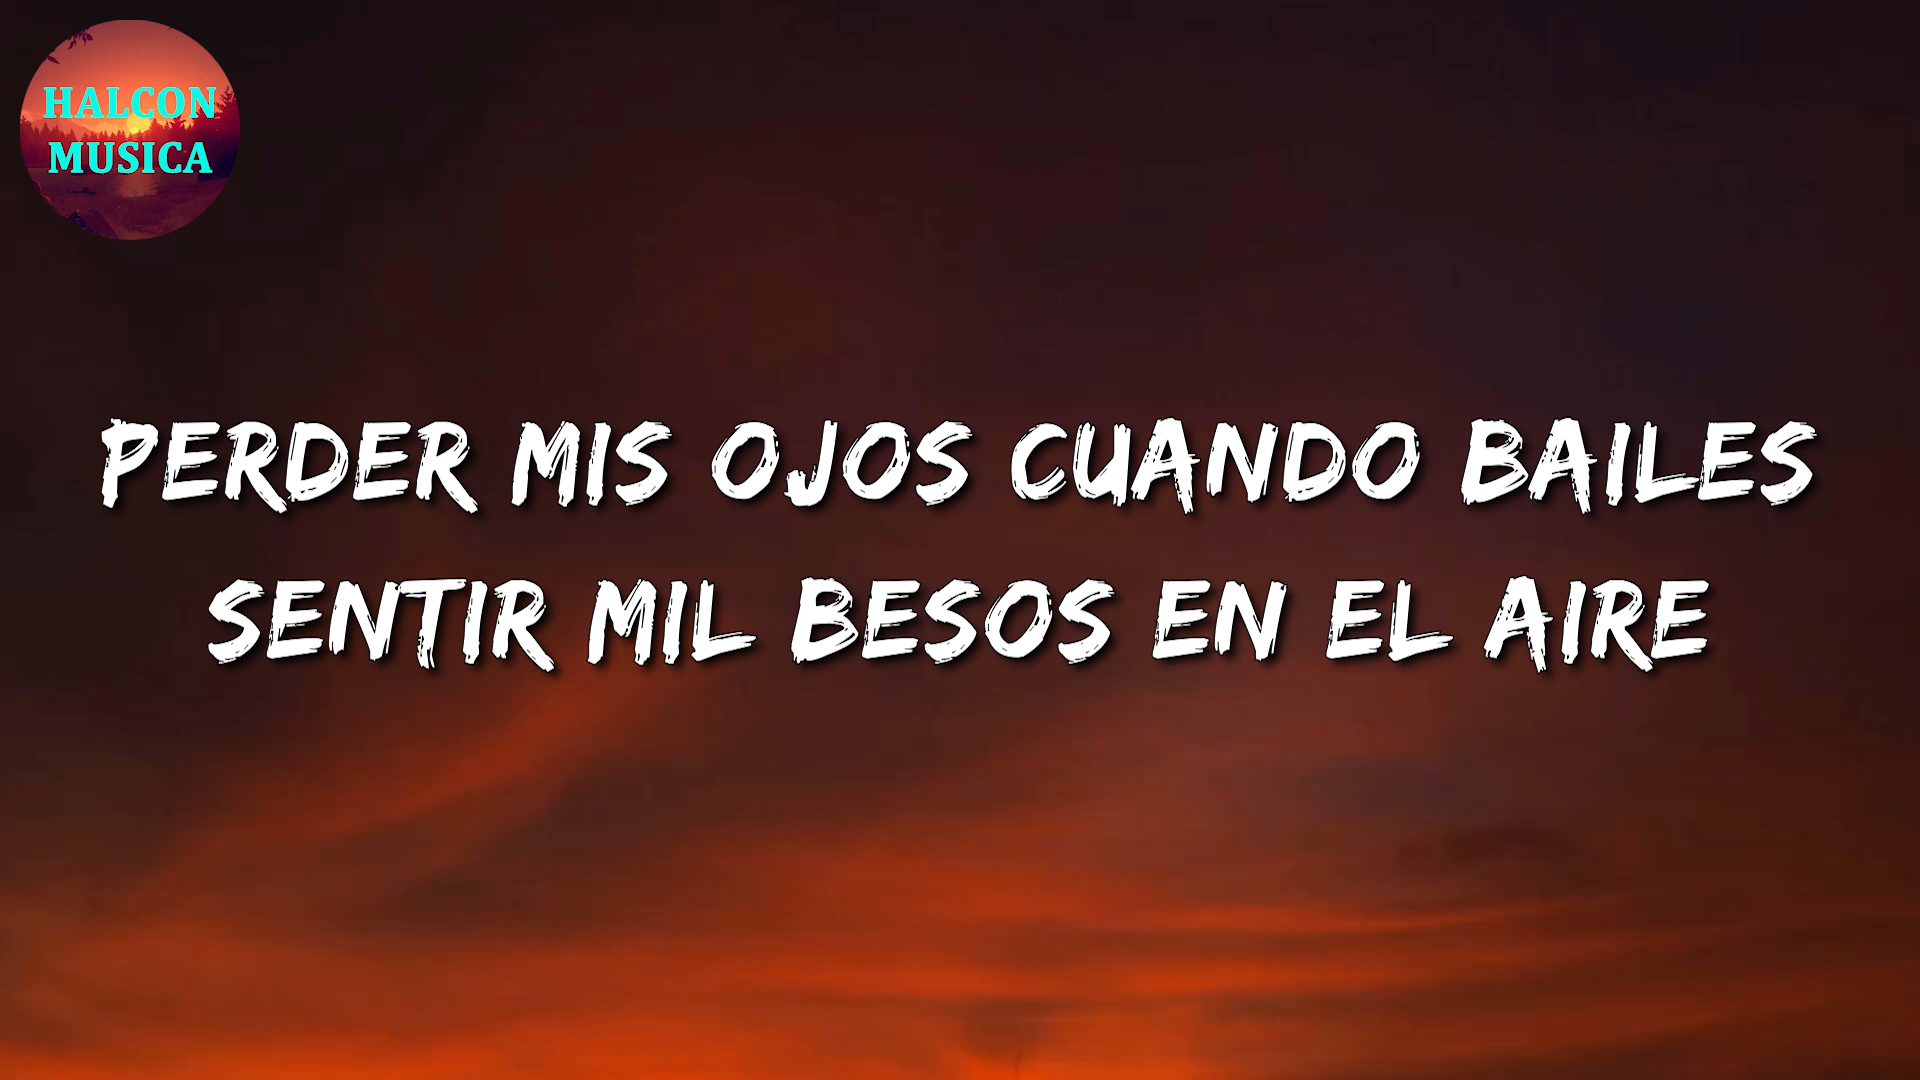 HALCON
MUSICA
PERDER MIS OJOS CUANDO BAILES
SENTIR MIL BESOS EN EL AIRE